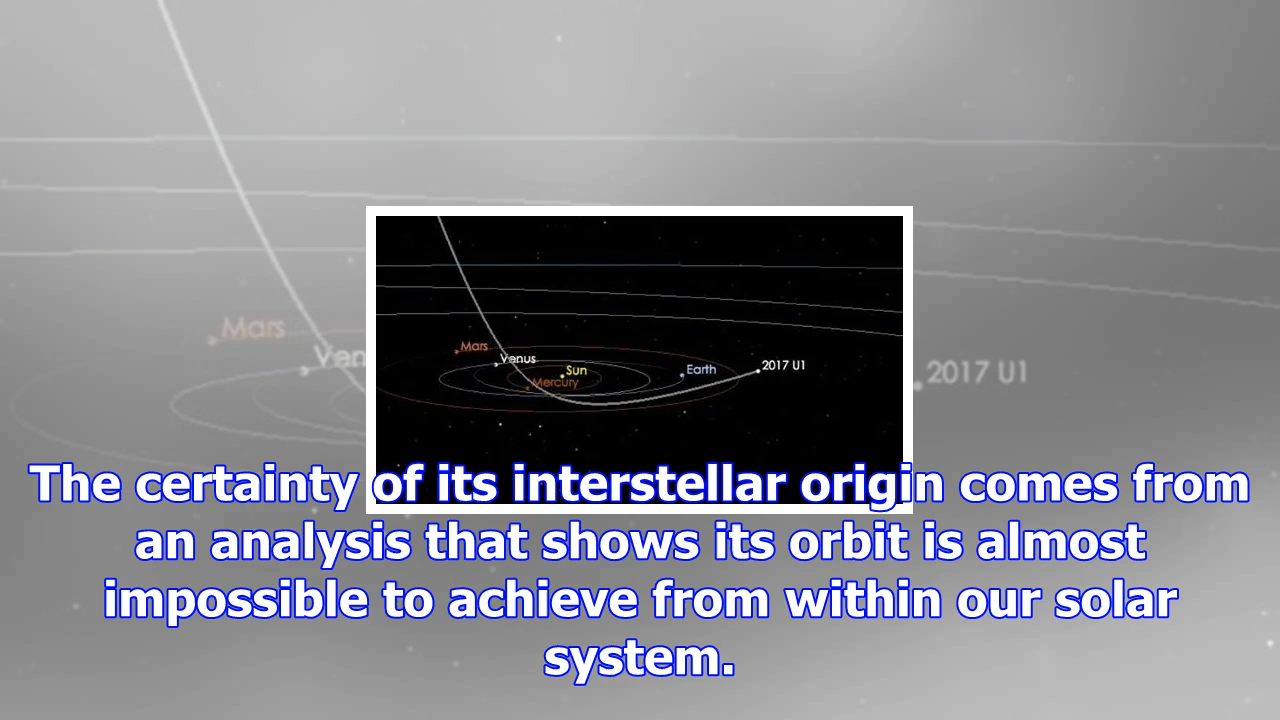 Mars
Venus
Sun
Mercury
Earth
2017 U1
Mars
Ven
2017 U1
The certainty of its interstellar origin comes from
an analysis that shows its orbit is almost
impossible to achieve from within our solar
system.